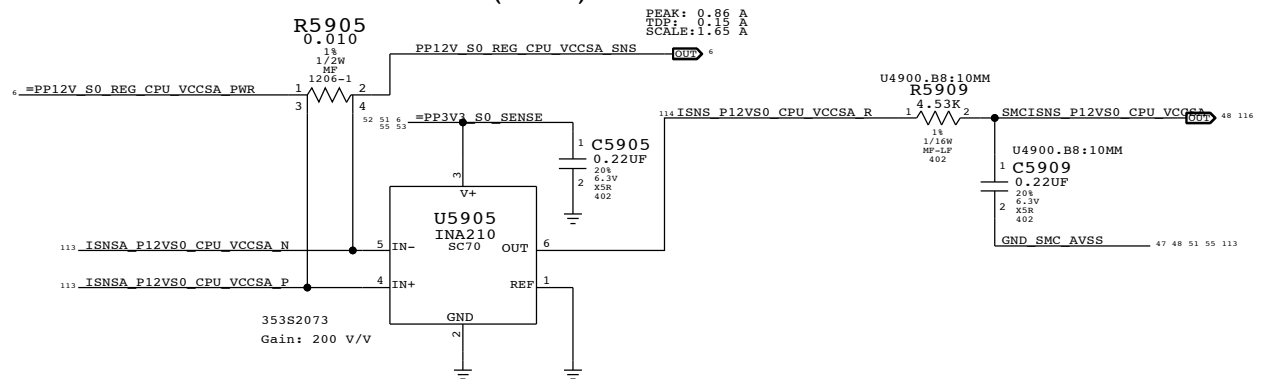 PEAK: 0.86 A
TDP: 0.15 A
SCALE:1.65 A
R5905
0.010
1%
1/2W
MF
1206-1
PP12V_S0_REG_CPU_VCCSA_SNS
OUT 6
6 =PP12V_S0_REG_CPU_VCCSA_PWR
1 2
3 4
52 51 6
55 53
=PP3V3_S0_SENSE
1
C5905
0.22UF
20%
6.3V
X5R
402
2
114 ISNS_P12VS0_CPU_VCCSA_R
U4900.B8:10MM
R5909
4.53K
1 2
1%
1/16W
MF-LF
402
SMCISNS_P12VS0_CPU_VCCSA
OUT 48 116
U4900.B8:10MM
1
C5909
0.22UF
20%
6.3V
X5R
402
2
GND_SMC_AVSS 47 48 51 55 113
3
V+
U5905
INA210
SC70
113 ISNSA_P12VS0_CPU_VCCSA_N 5 IN- OUT 6
113 ISNSA_P12VS0_CPU_VCCSA_P 4 IN+ REF 1
GND
2
353S2073
Gain: 200 V/V